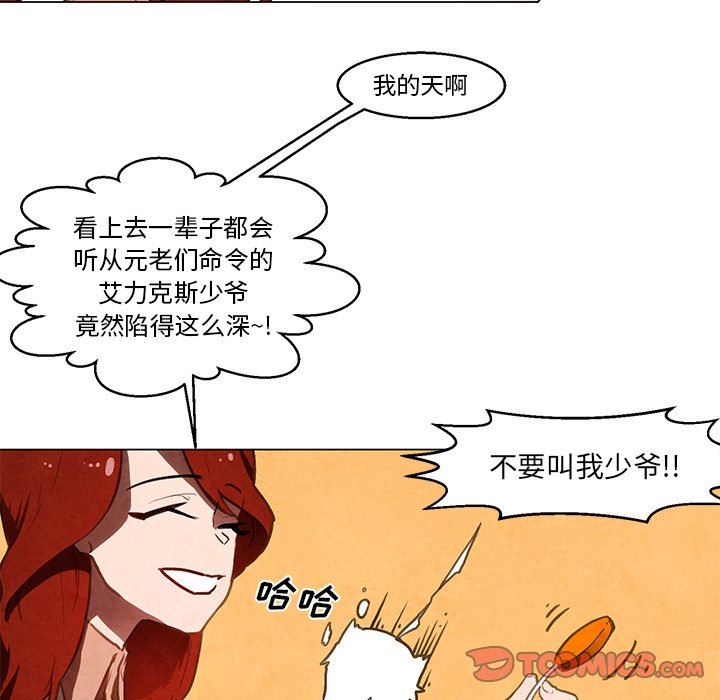 我的天啊
看上去一辈子都会
听从元老们命令的
艾力克斯少爷
竟然陷得这么深~!
不要叫我少爷!!
哈哈
TOOMICS.COM